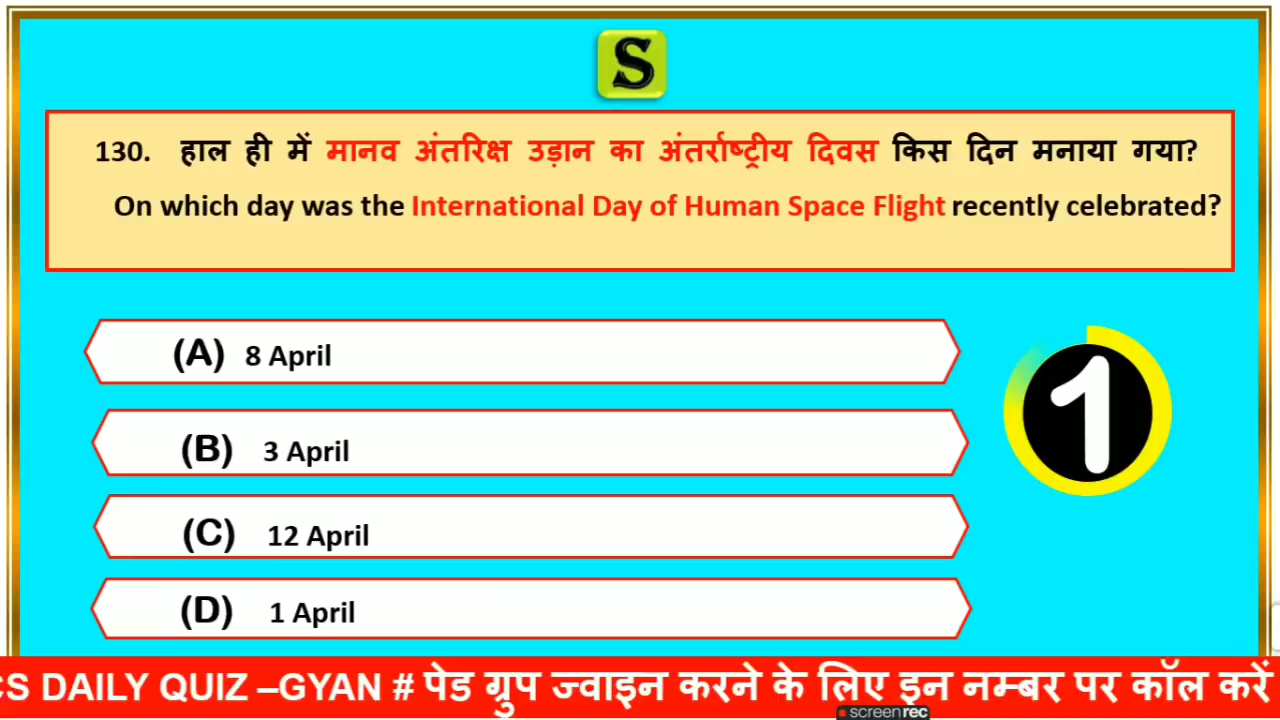 S
130. हाल ही में मानव अंतरिक्ष उड़ान का अंतर्राष्ट्रीय दिवस किस दिन मनाया गया?
On which day was the International Day of Human Space Flight recently celebrated?
(A) 8 April
1
(B) 3 April
(C) 12 April
(D) 1 April
CS DAILY QUIZ –GYAN # पेड ग्रुप ज्वाइन करने के लिए इन नम्बर पर कॉल करें
screenrec